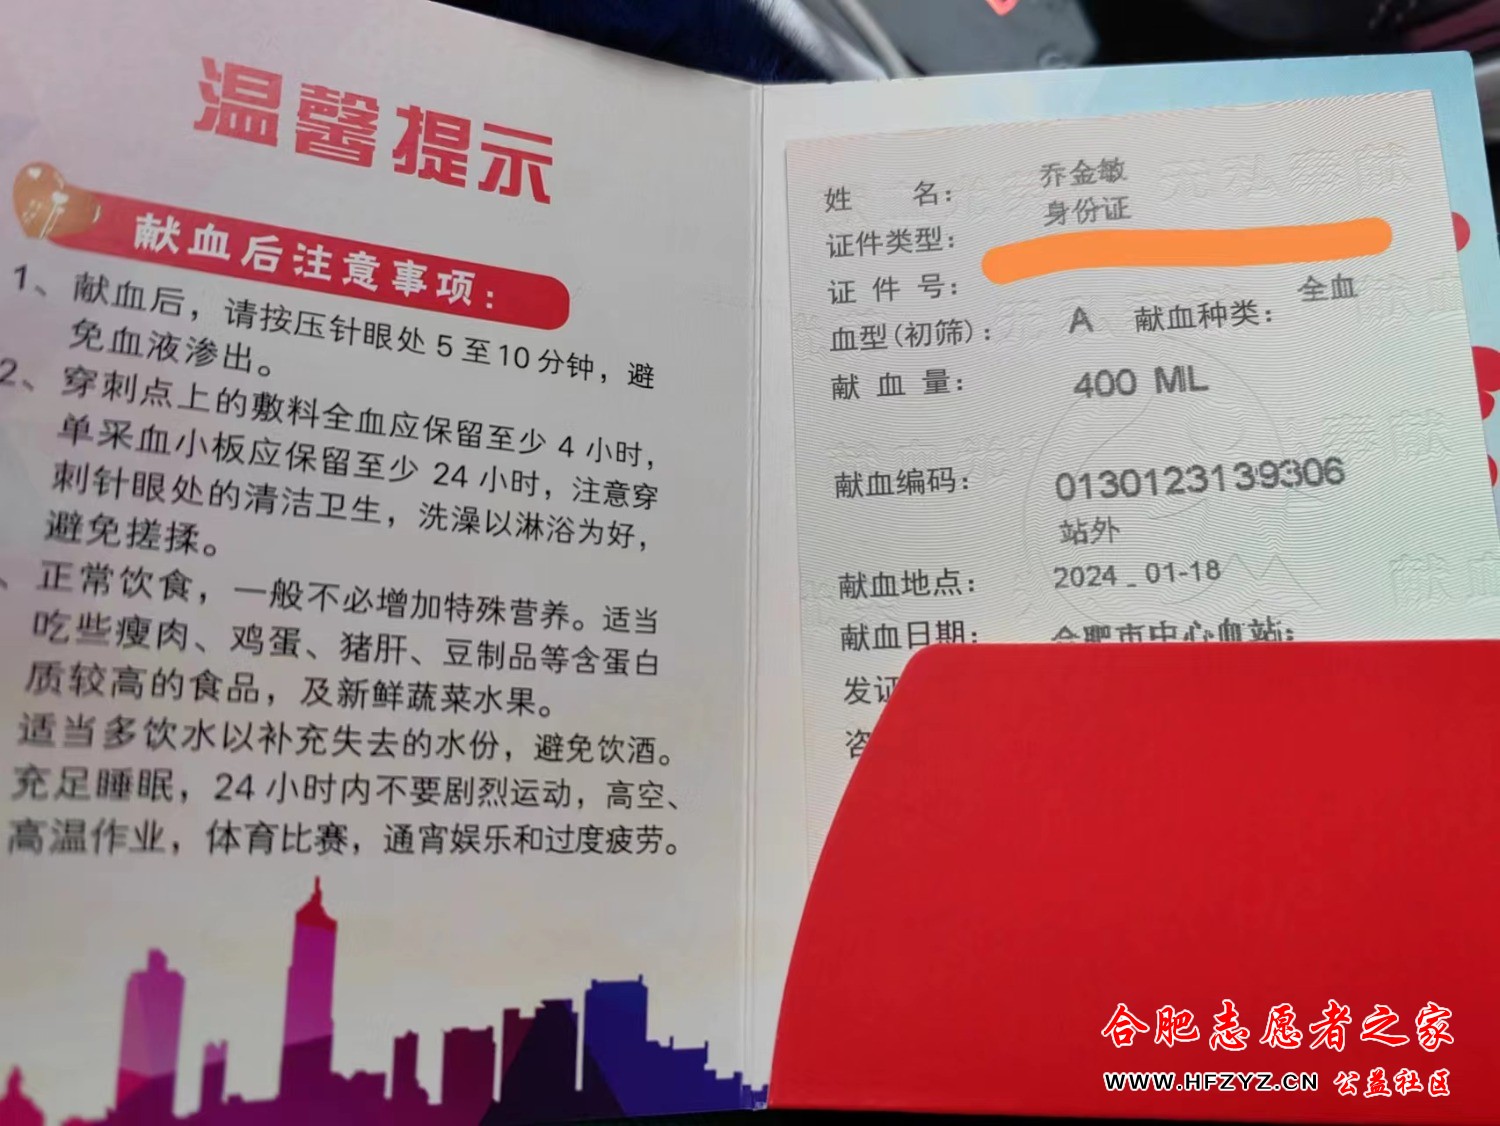 温馨提示
献血后注意事项：
1、献血后，请按压针眼处 5 至10 分钟，避
免血液渗出。
2、穿刺点上的敷料全血应保留至少 4 小时，
单采血小板应保留至少 24 小时，注意穿
刺针眼处的清洁卫生，洗澡以淋浴为好，
避免搓揉。
、正常饮食，一般不必增加特殊营养。适当
吃些瘦肉、鸡蛋、猪肝、豆制品等含蛋白
质较高的食品，及新鲜蔬菜水果。
适当多饮水以补充失去的水份，避免饮酒。
充足睡眠，24 小时内不要剧烈运动，高空、
高温作业，体育比赛，通宵娱乐和过度疲劳。
姓 名： 乔金敏
证件类型： 身份证
证 件 号：
血型(初筛)： A 献血种类： 全血
献 血 量： 400 ML
献血编码： 0130123139306
站外
献血地点： 2024 _ 01-18
献血日期： 合肥市中心血站:
发证
咨
合肥志愿者之家
WWW.HFZYZ.CN 公益社区